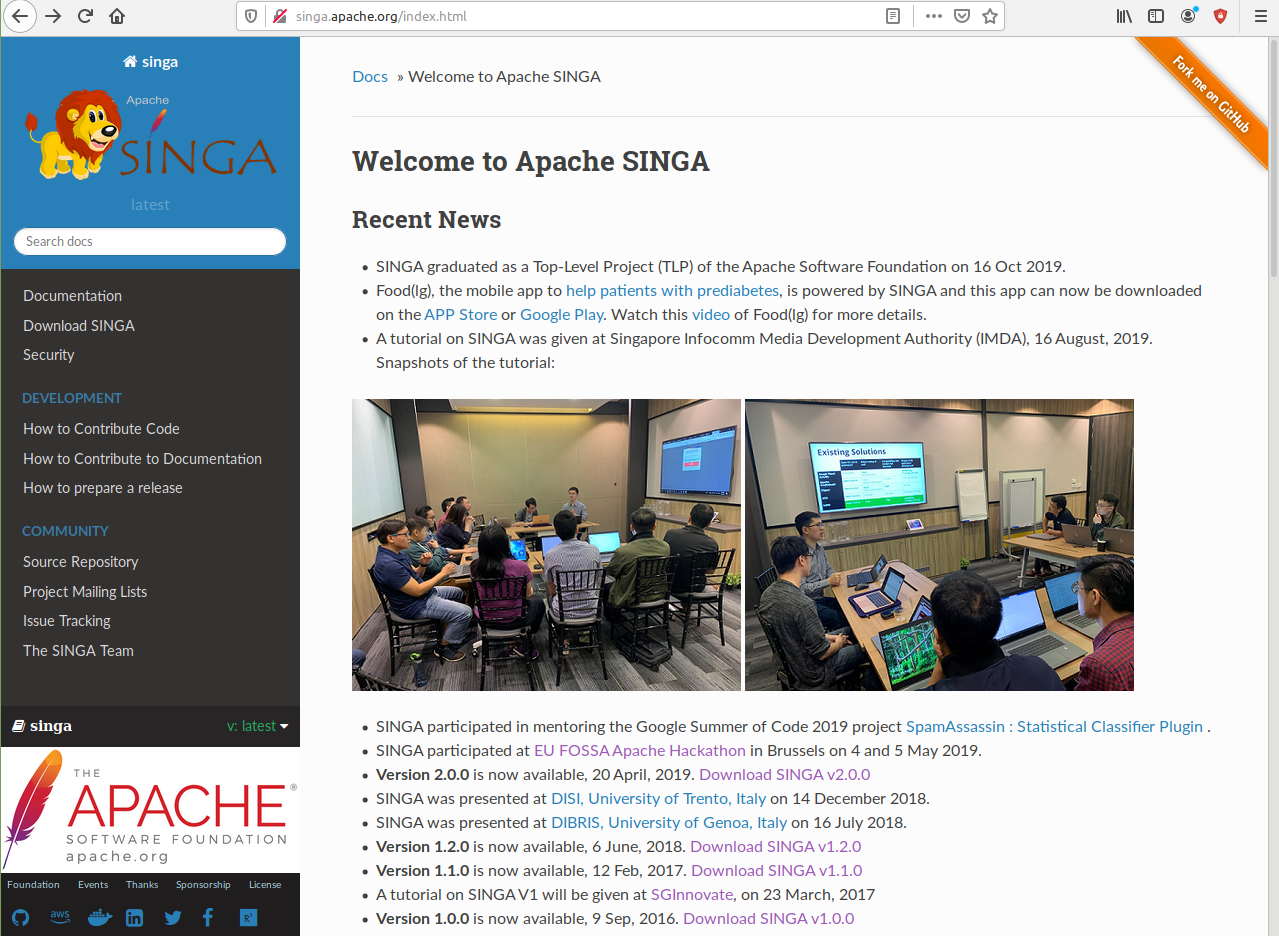 singa.apache.org/index.html
singa
Apache
SINGA
latest
Search docs
Documentation
Download SINGA
Security
DEVELOPMENT
How to Contribute Code
How to Contribute to Documentation
How to prepare a release
COMMUNITY
Source Repository
Project Mailing Lists
Issue Tracking
The SINGA Team
singa
v: latest
THE
APACHE®
SOFTWARE FOUNDATION
apache.org
Foundation Events Thanks Sponsorship License
aws
Docs » Welcome to Apache SINGA
Fork me on GitHub
Welcome to Apache SINGA
Recent News
• SINGA graduated as a Top-Level Project (TLP) of the Apache Software Foundation on 16 Oct 2019.
• Food(lg), the mobile app to help patients with prediabetes, is powered by SINGA and this app can now be downloaded
on the APP Store or Google Play. Watch this video of Food(lg) for more details.
• A tutorial on SINGA was given at Singapore Infocomm Media Development Authority (IMDA), 16 August, 2019.
Snapshots of the tutorial:
Existing Solutions
• SINGA participated in mentoring the Google Summer of Code 2019 project SpamAssassin : Statistical Classifier Plugin .
• SINGA participated at EU FOSSA Apache Hackathon in Brussels on 4 and 5 May 2019.
• Version 2.0.0 is now available, 20 April, 2019. Download SINGA v2.0.0
• SINGA was presented at DISI, University of Trento, Italy on 14 December 2018.
• SINGA was presented at DIBRIS, University of Genoa, Italy on 16 July 2018.
• Version 1.2.0 is now available, 6 June, 2018. Download SINGA v1.2.0
• Version 1.1.0 is now available, 12 Feb, 2017. Download SINGA v1.1.0
• A tutorial on SINGA V1 will be given at SGInnovate, on 23 March, 2017
• Version 1.0.0 is now available, 9 Sep, 2016. Download SINGA v1.0.0